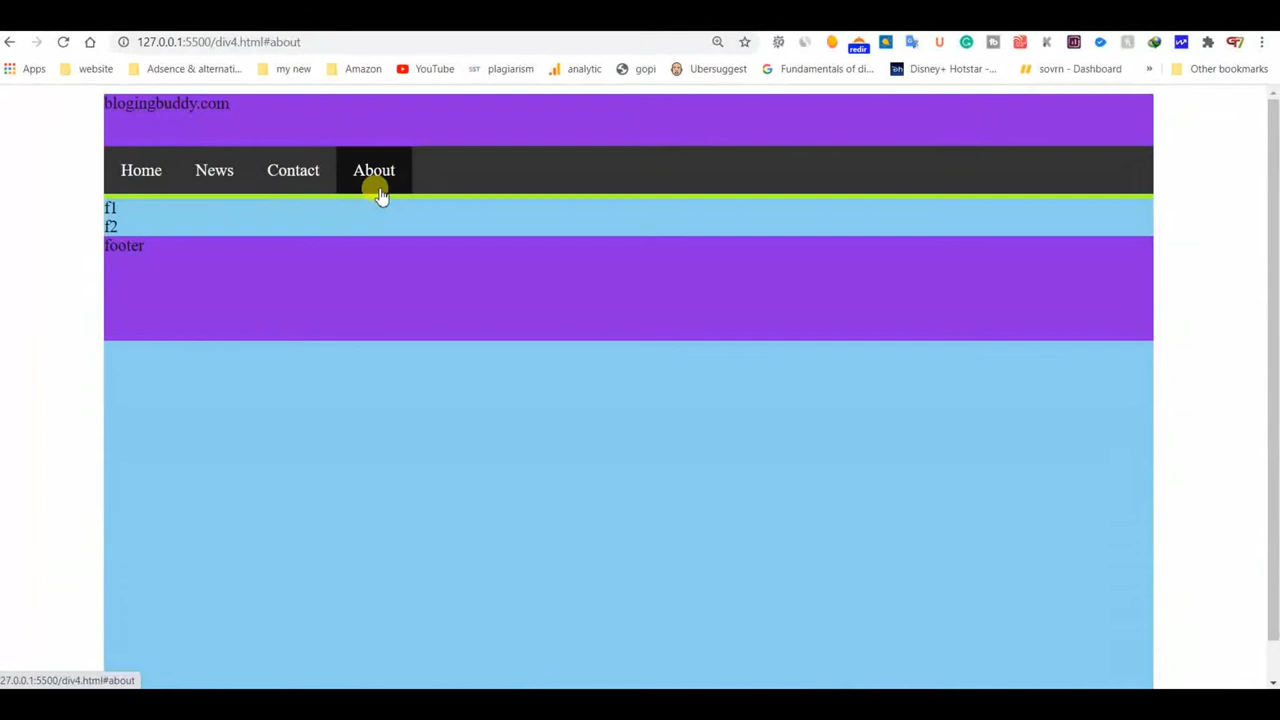 127.0.0.1:5500/div4.html#about
redir
Apps website Adsence & alternati... my new Amazon YouTube SST plagiarism analytic gopi Ubersuggest Fundamentals of di... Disney+ Hotstar -... sovrn - Dashboard » Other bookmarks
blogingbuddy.com
Home News Contact About
f1
f2
footer
27.0.0.1:5500/div4.html#about